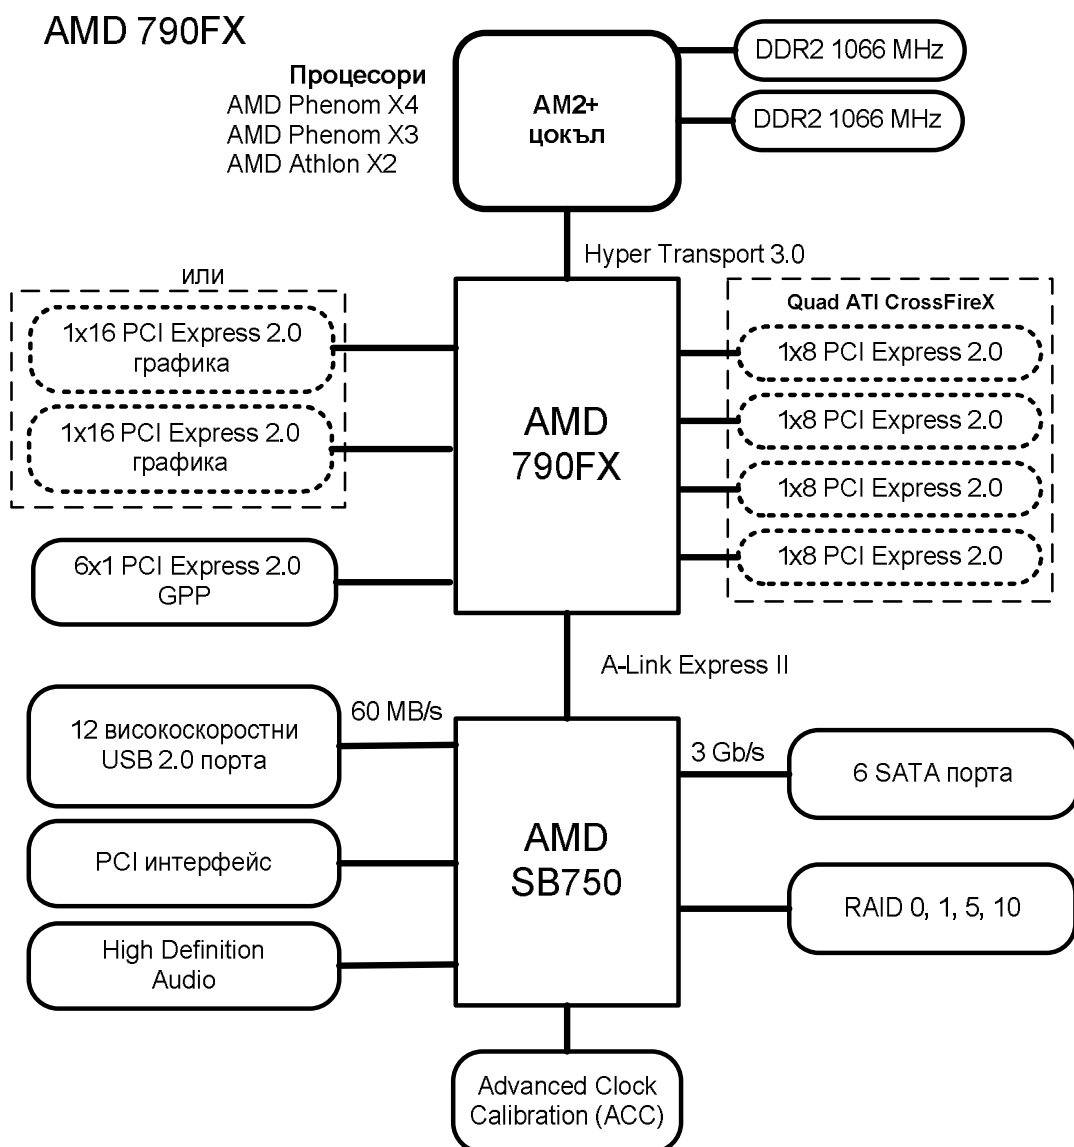 AMD 790FX
Процесори
AMD Phenom X4
AMD Phenom X3
AMD Athlon X2
AM2+
цокъл
DDR2 1066 MHz
DDR2 1066 MHz
Hyper Transport 3.0
или
1x16 PCI Express 2.0
графика
1x16 PCI Express 2.0
графика
6x1 PCI Express 2.0
GPP
AMD
790FX
Quad ATI CrossFireX
1x8 PCI Express 2.0
1x8 PCI Express 2.0
1x8 PCI Express 2.0
1x8 PCI Express 2.0
A-Link Express II
12 високоскоростни
USB 2.0 порта
60 MB/s
PCI интерфейс
High Definition
Audio
AMD
SB750
3 Gb/s
6 SATA порта
RAID 0, 1, 5, 10
Advanced Clock
Calibration (ACC)